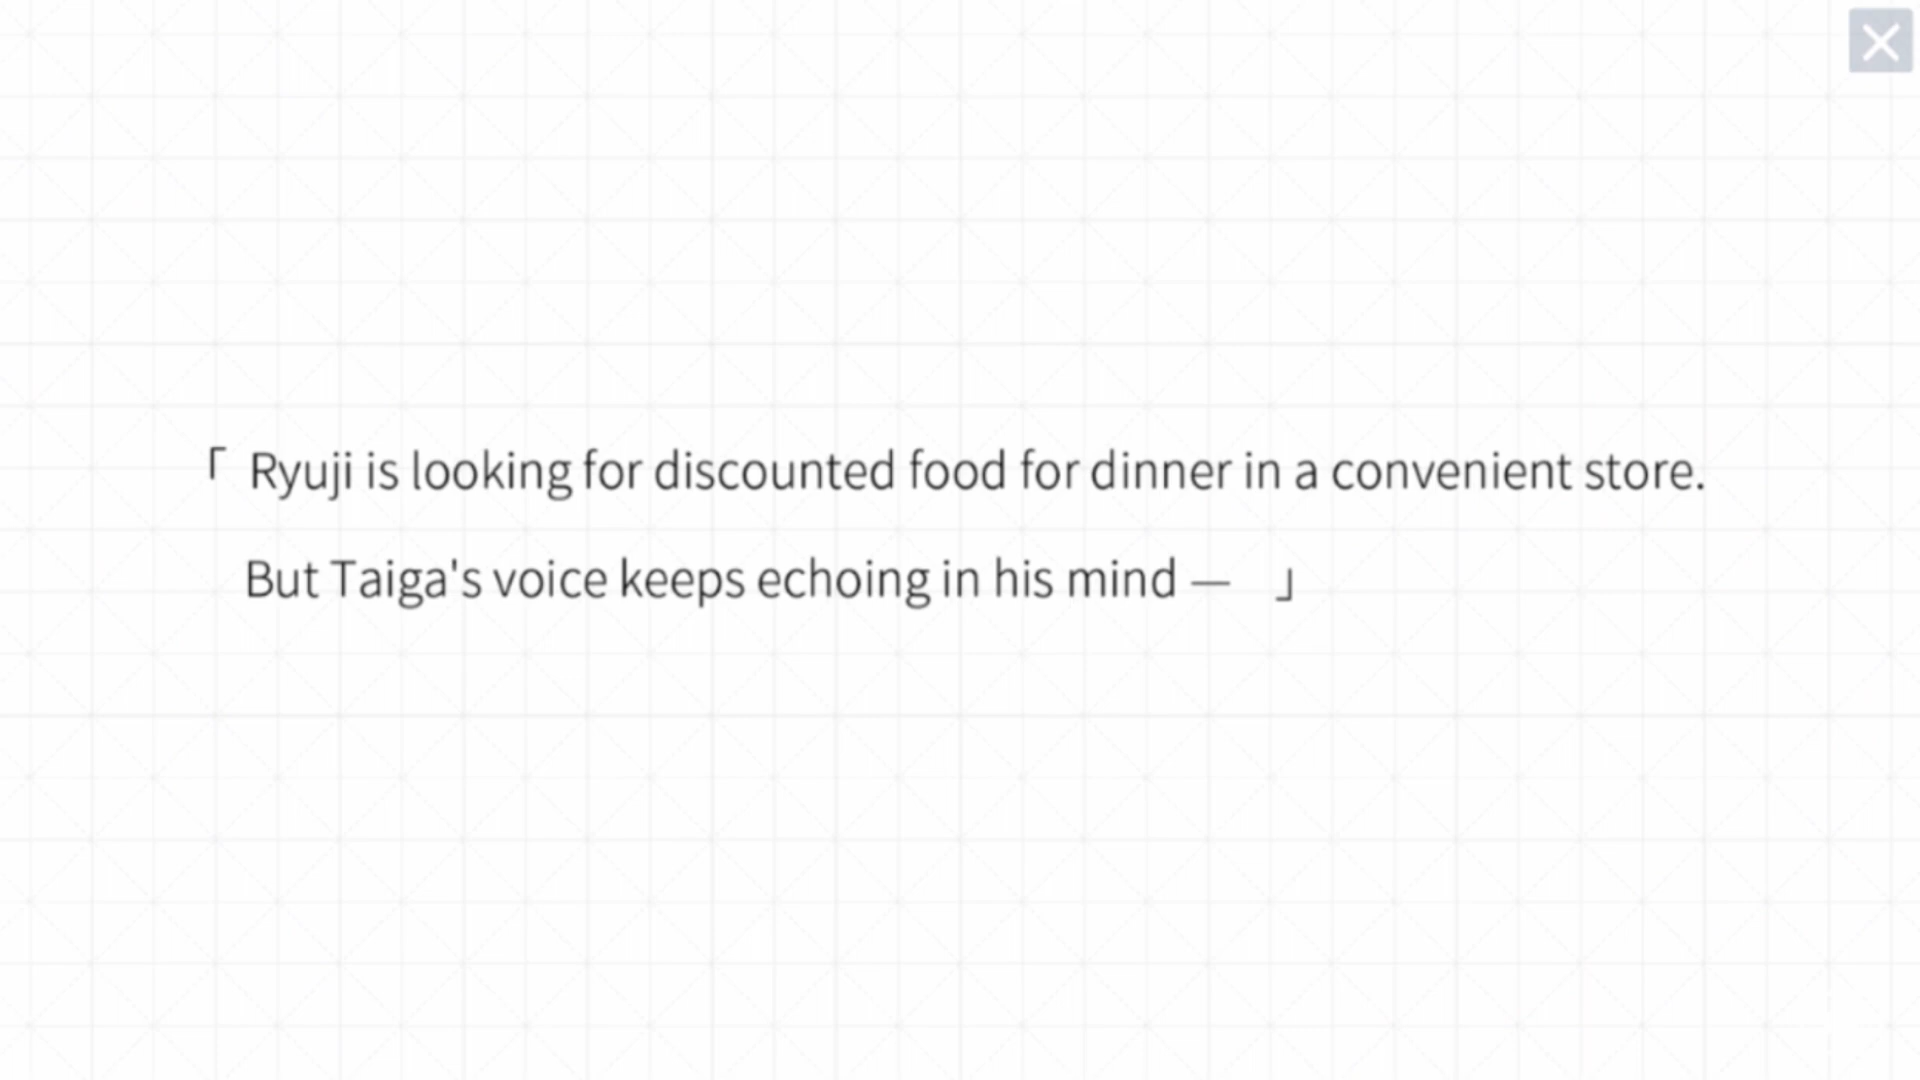 「 Ryuji is looking for discounted food for dinner in a convenient store.
But Taiga's voice keeps echoing in his mind — 」